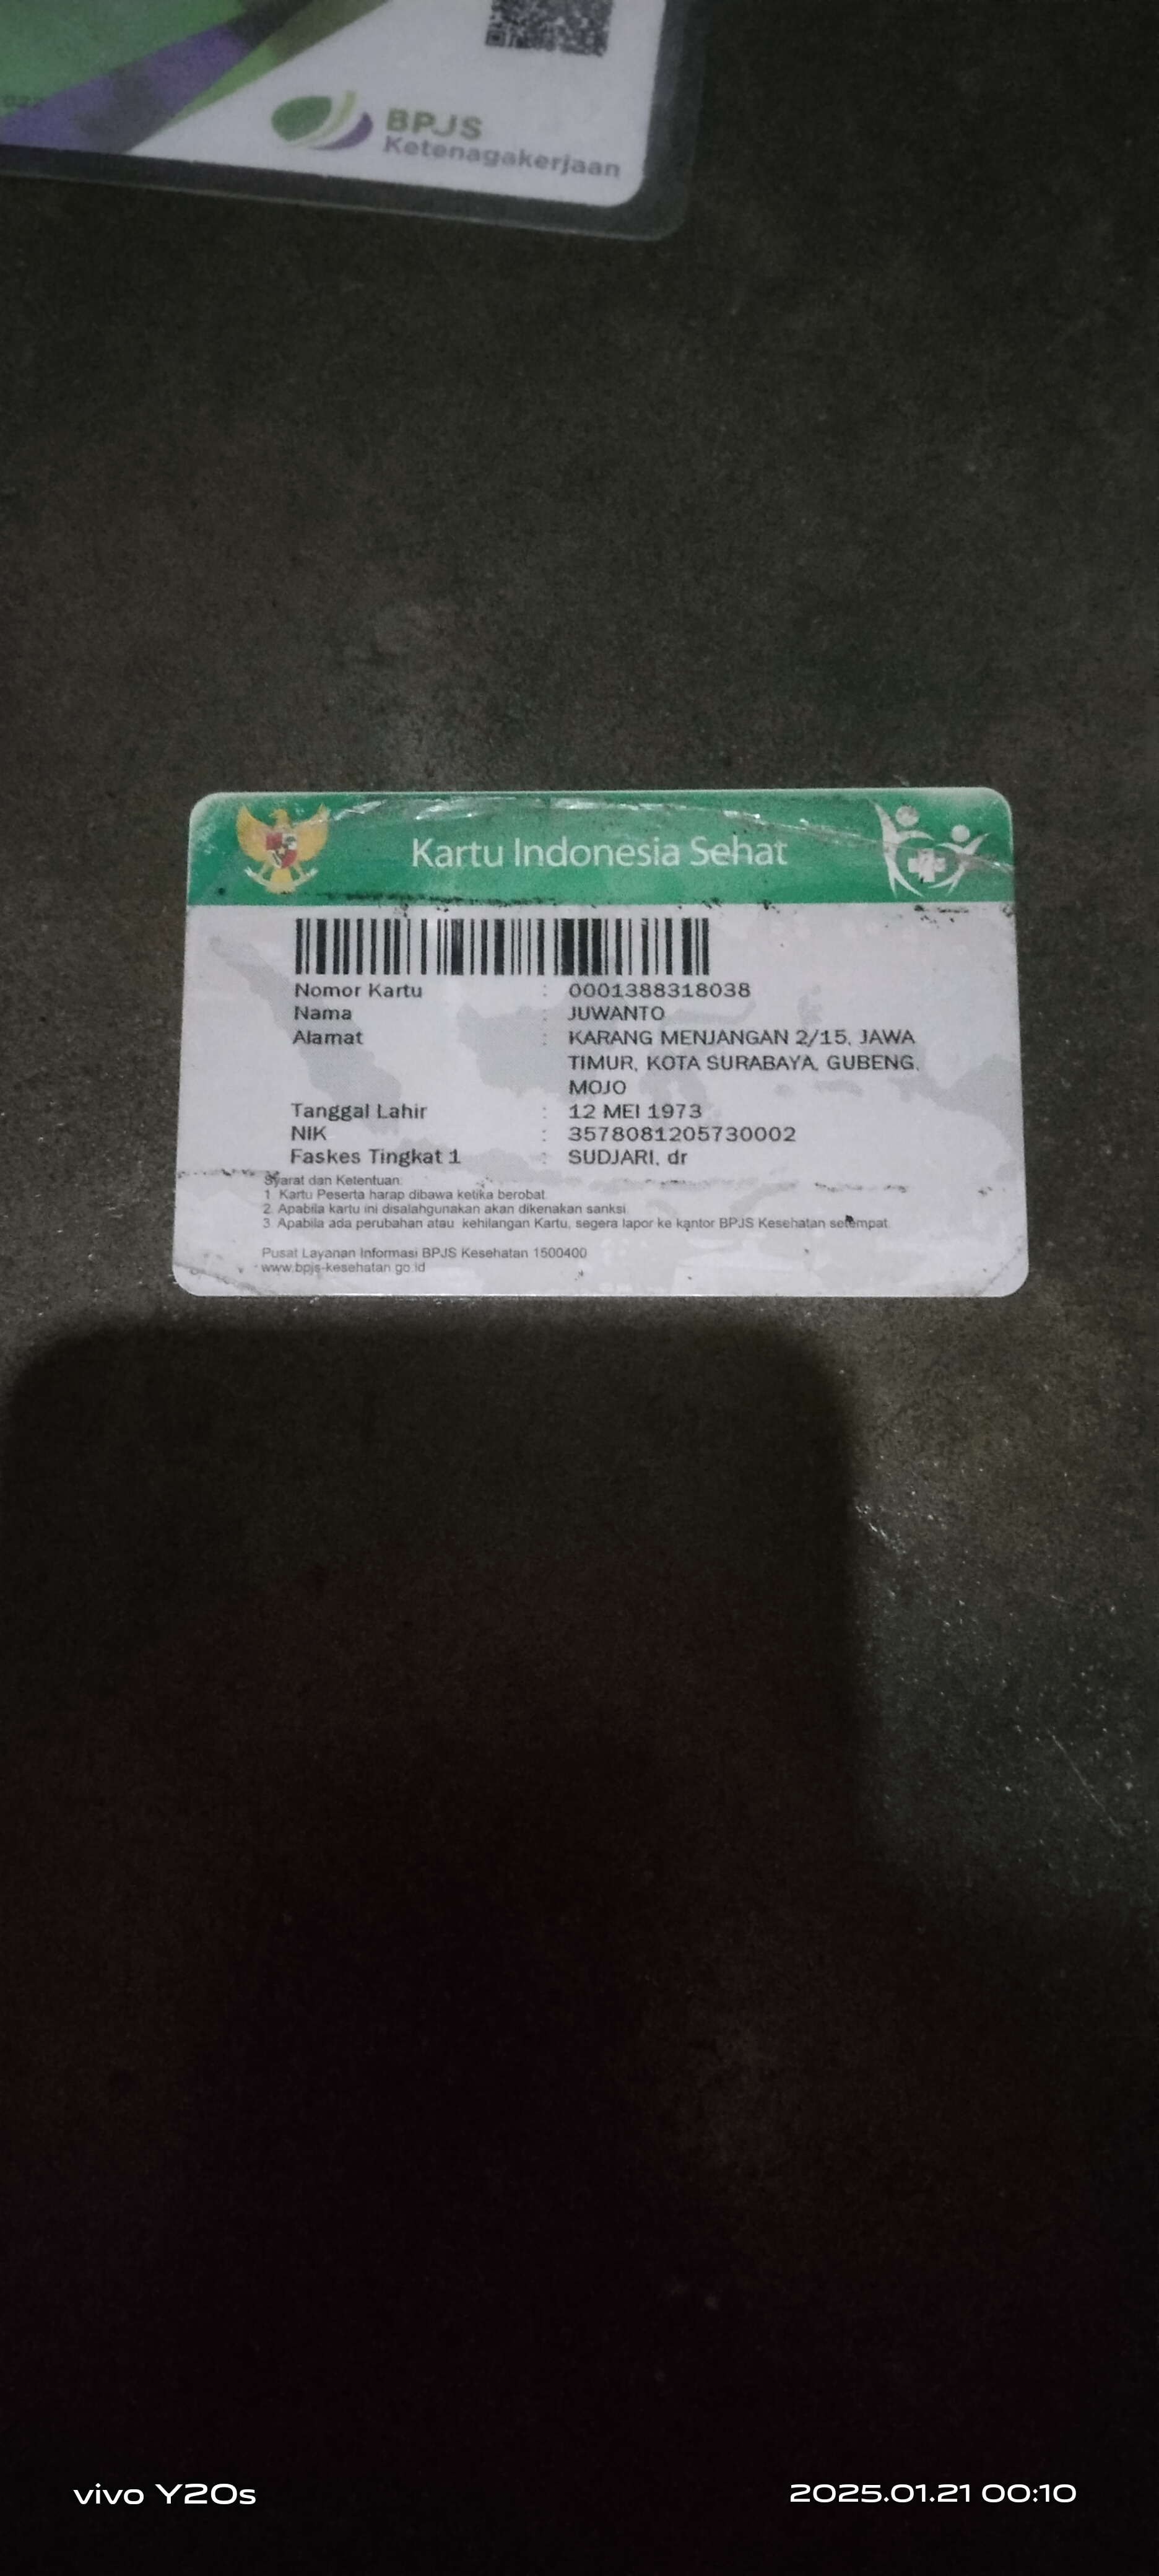 BPJS
Ketenagakerjaan
Kartu Indonesia Sehat
Nomor Kartu : 0001388318038
Nama : JUWANTO
Alamat : KARANG MENJANGAN 2/15, JAWA
TIMUR, KOTA SURABAYA, GUBENG,
MOJO
Tanggal Lahir : 12 MEI 1973
NIK : 3578081205730002
Faskes Tingkat 1 : SUDJARI, dr
Syarat dan Ketentuan:
1. Kartu Peserta harap dibawa ketika berobat.
2. Apabila kartu ini disalahgunakan akan dikenakan sanksi.
3. Apabila ada perubahan atau kehilangan Kartu, segera lapor ke kantor BPJS Kesehatan setempat.
Pusat Layanan Informasi BPJS Kesehatan 1500400
www.bpjs-kesehatan.go.id
vivo Y20s
2025.01.21 00:10